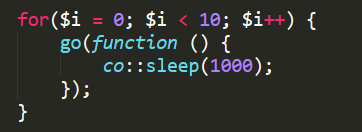 for($i = 0; $i < 10; $i++) {
    go(function () {
        co::sleep(1000);
    });
}